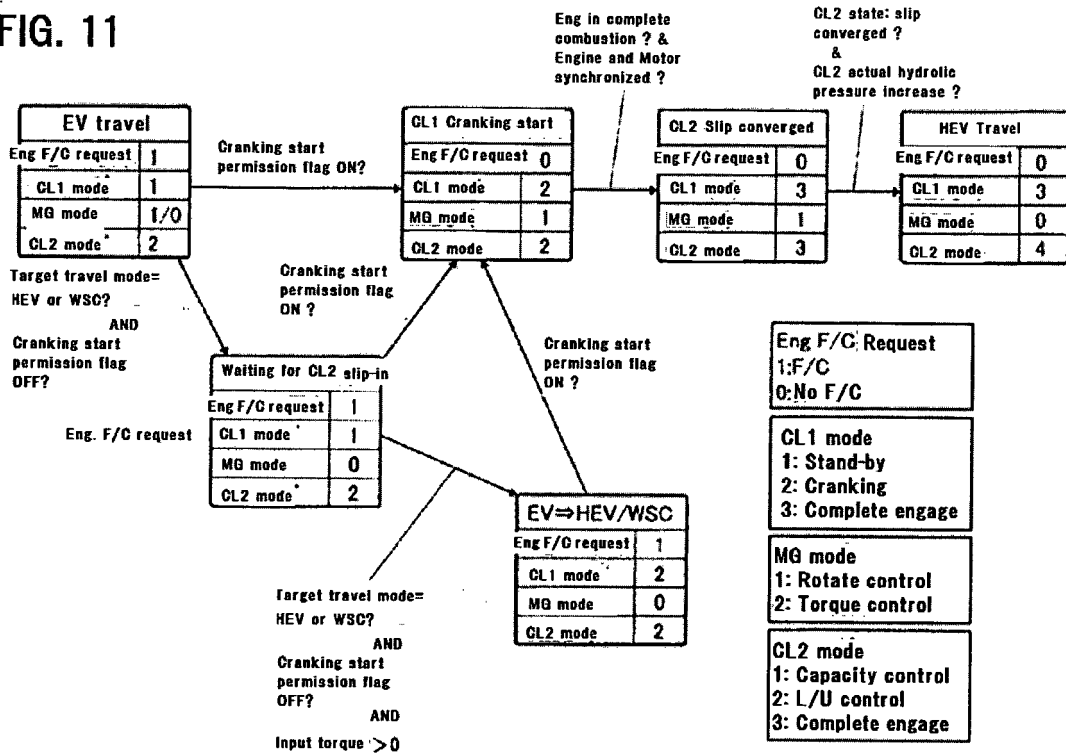 FIG. 11
Eng in complete
combustion ? &
Engine and Motor
synchronized ?
CL2 state: slip
converged ?
&
CL2 actual hydrolic
pressure increase ?
EV travel
Eng F/C request 1
CL1 mode 1
MG mode 1/0
CL2 mode 2
Cranking start
permission flag ON?
CL1 Cranking start
Eng F/C request 0
CL1 mode 2
MG mode 1
CL2 mode 2
CL2 Slip converged
Eng F/C request 0
CL1 mode 3
MG mode 1
CL2 mode 3
HEV Travel
Eng F/C request 0
CL1 mode 3
MG mode 0
CL2 mode 4
Target travel mode=
HEV or WSC?
AND
Cranking start
permission flag
OFF?
Cranking start
permission flag
ON ?
Waiting for CL2 slip-in
Eng F/C request 1
CL1 mode 1
MG mode 0
CL2 mode 2
Eng. F/C request
Cranking start
permission flag
ON ?
EV⇒HEV/WSC
Eng F/C request 1
CL1 mode 2
MG mode 0
CL2 mode 2
Target travel mode=
HEV or WSC?
AND
Cranking start
permission flag
OFF?
AND
Input torque >0
Eng F/C Request
1:F/C
0:No F/C
CL1 mode
1: Stand-by
2: Cranking
3: Complete engage
MG mode
1: Rotate control
2: Torque control
CL2 mode
1: Capacity control
2: L/U control
3: Complete engage